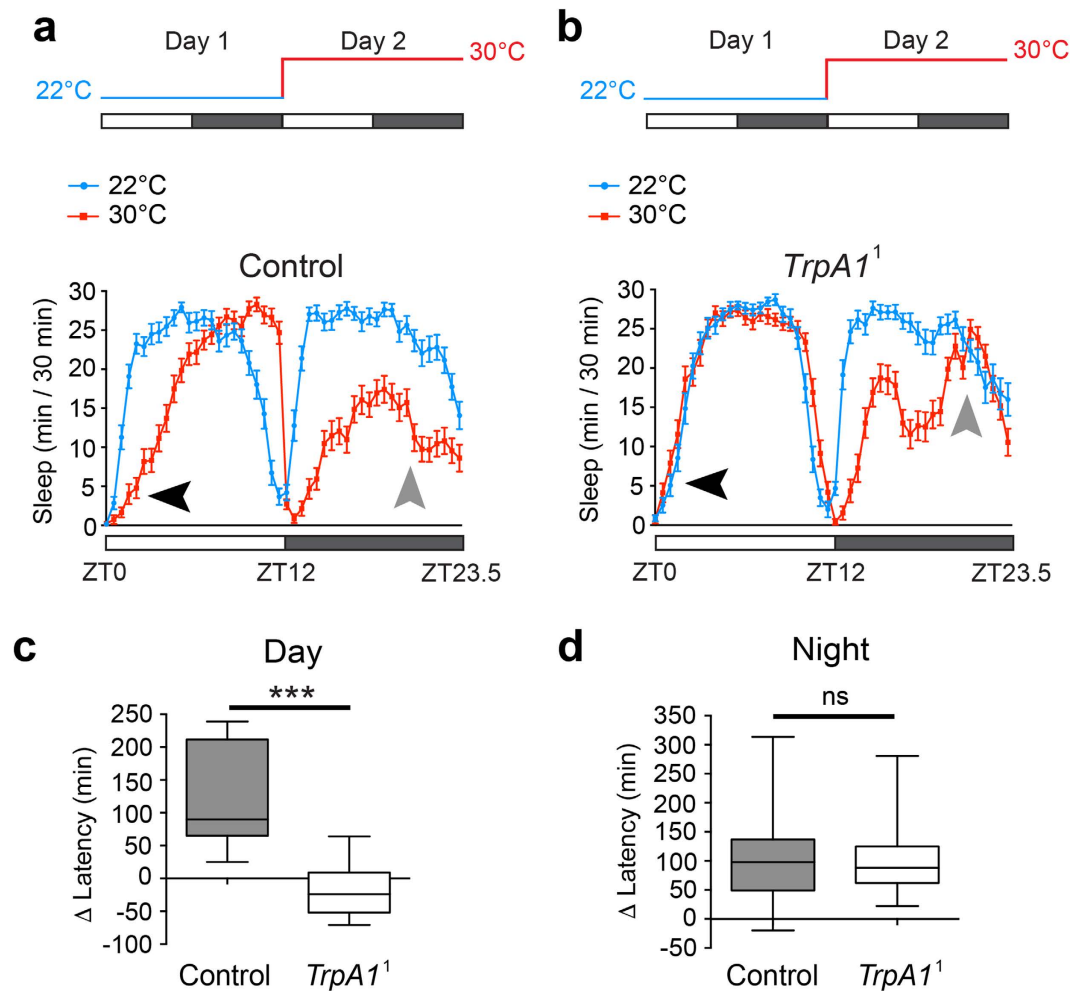 a
Day 1
Day 2
22°C
30°C
22°C
30°C
Control
Sleep (min / 30 min)
30
25
20
15
10
5
0
ZT0
ZT12
ZT23.5
b
Day 1
Day 2
22°C
30°C
22°C
30°C
TrpA1¹
Sleep (min / 30 min)
30
25
20
15
10
5
0
ZT0
ZT12
ZT23.5
c
Day
***
Δ Latency (min)
250
200
150
100
50
0
-50
-100
Control
TrpA1¹
d
Night
ns
Δ Latency (min)
350
300
250
200
150
100
50
0
-50
Control
TrpA1¹